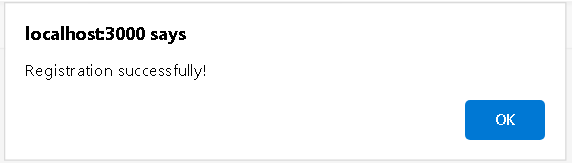 localhost:3000 says
Registration successfully!
OK